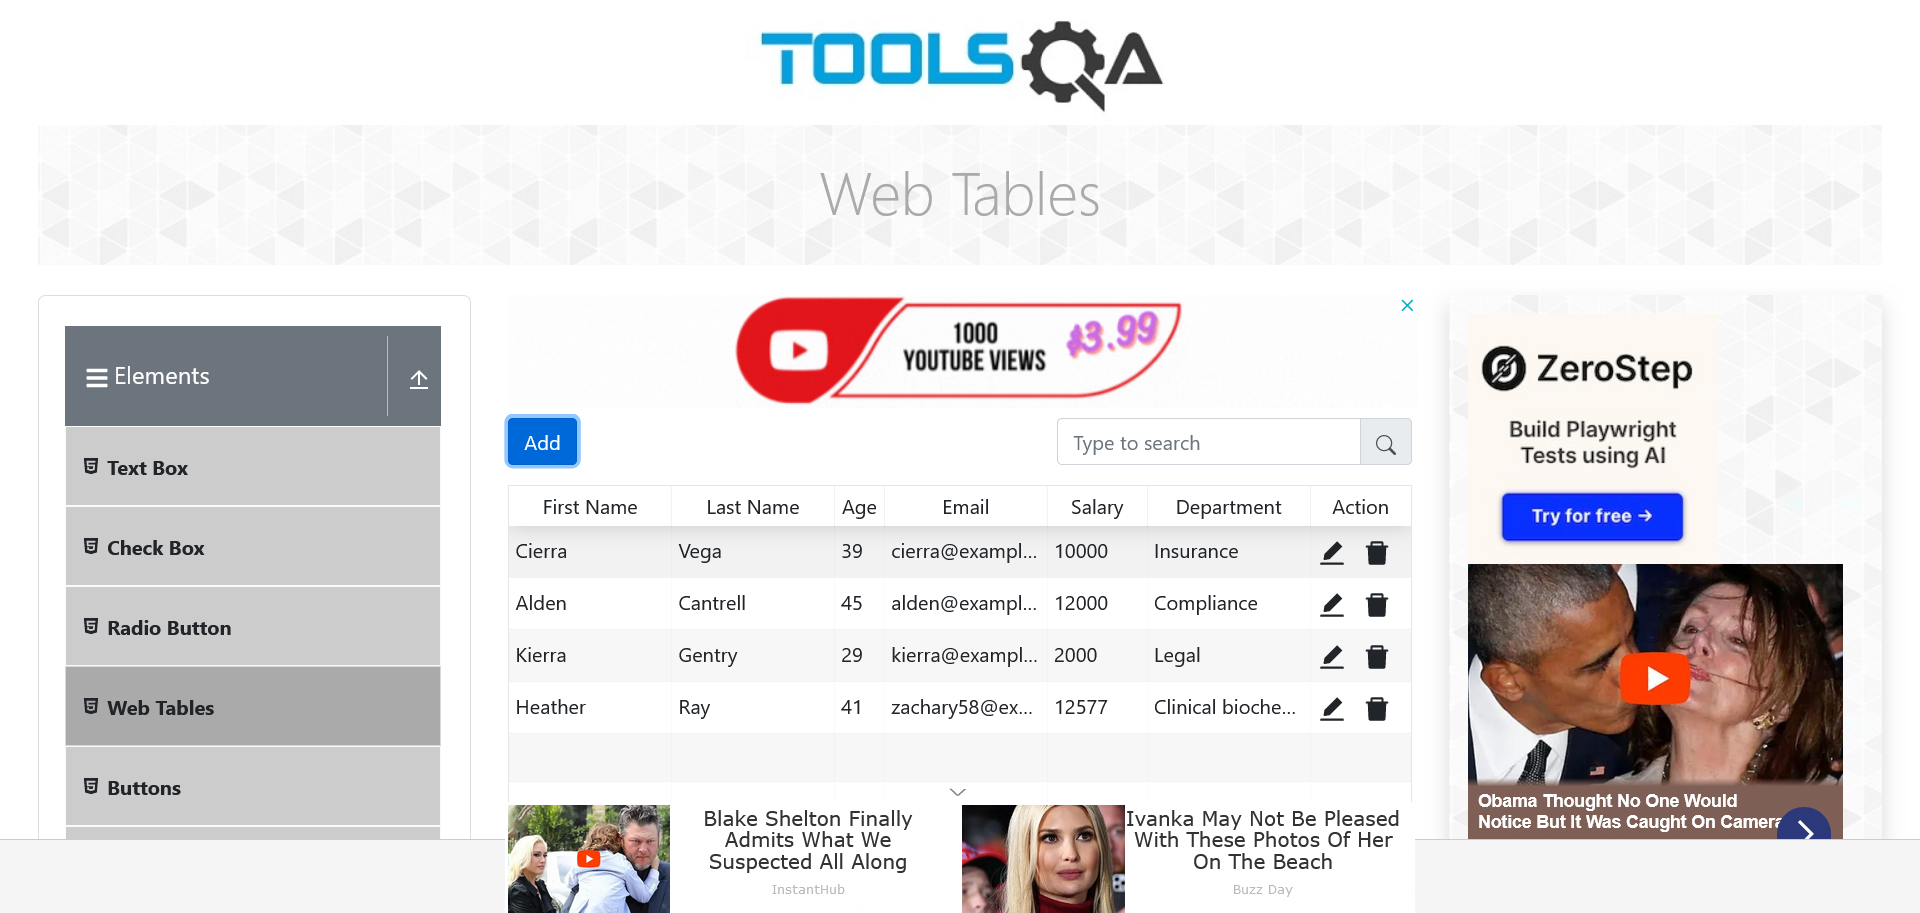 TOOLSQA
Web Tables
Elements
Text Box
Check Box
Radio Button
Web Tables
Buttons
1000
YOUTUBE VIEWS
$3.99
Add
Type to search
First Name Last Name Age Email Salary Department Action
Cierra Vega 39 cierra@exampl... 10000 Insurance
Alden Cantrell 45 alden@exampl... 12000 Compliance
Kierra Gentry 29 kierra@exampl... 2000 Legal
Heather Ray 41 zachary58@ex... 12577 Clinical bioche...
Blake Shelton Finally
Admits What We
Suspected All Along
InstantHub
Ivanka May Not Be Pleased
With These Photos Of Her
On The Beach
Buzz Day
ZeroStep
Build Playwright
Tests using AI
Try for free →
Obama Thought No One Would
Notice But It Was Caught On Camera